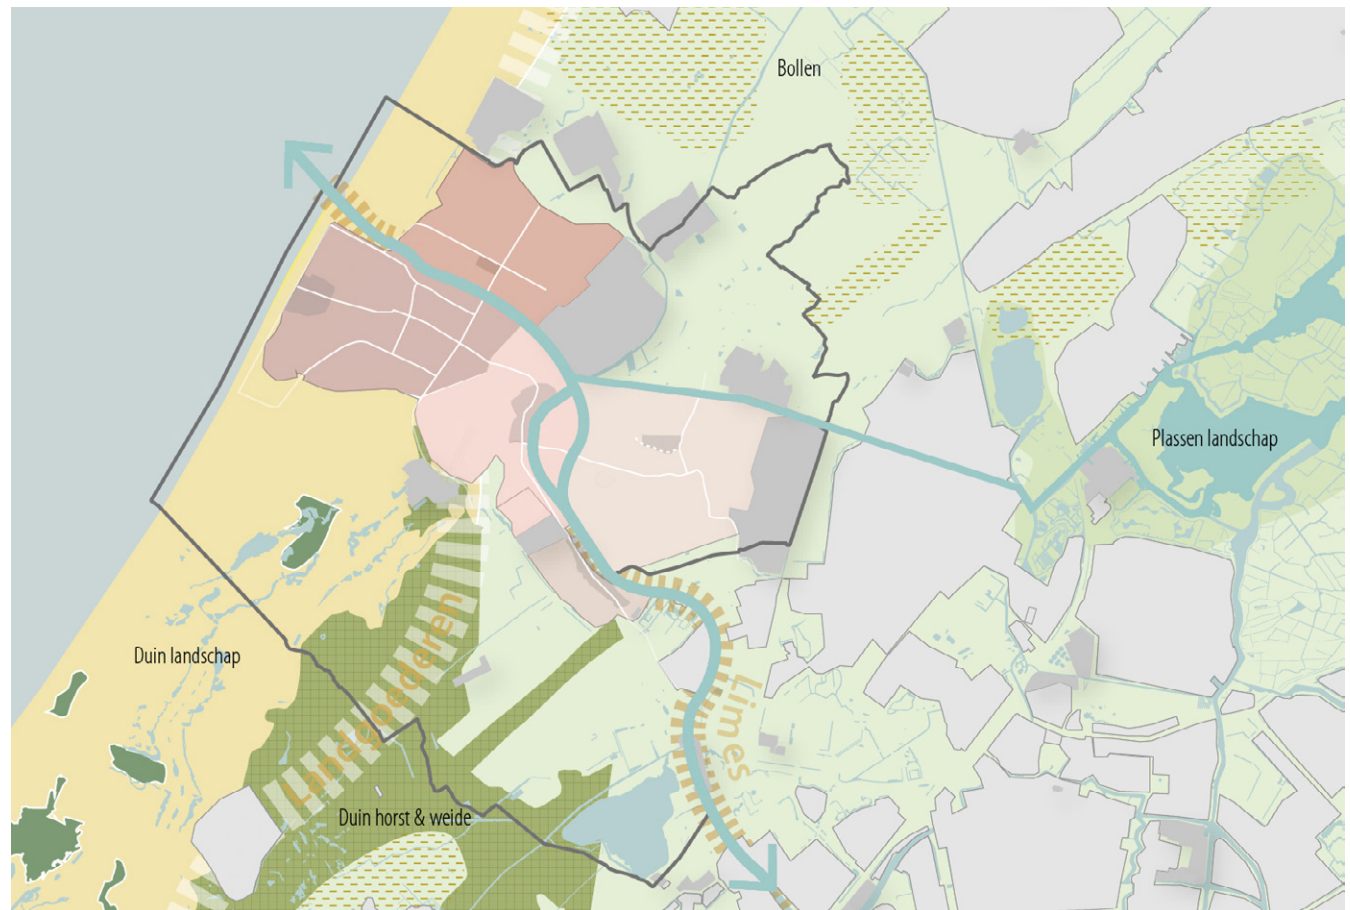 Bollen
Plassen landschap
Landgoederen
Limes
Duin landschap
Duin horst & weide